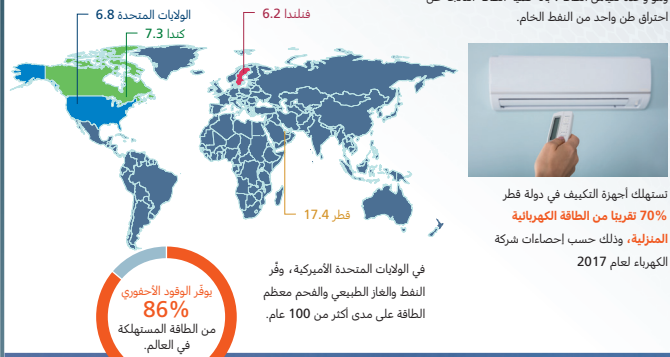 احتراق طن واحد من النفط الخام.
الولايات المتحدة 6.8
كندا 7.3
فنلندا 6.2
قطر 17.4
تستهلك أجهزة التكييف في دولة قطر
70% تقريبًا من الطاقة الكهربائية
المنزلية، وذلك حسب إحصاءات شركة
الكهرباء لعام 2017
في الولايات المتحدة الأميركية، وفّر
النفط والغاز الطبيعي والفحم معظم
الطاقة على مدى أكثر من 100 عام.
يوفّر الوقود الأحفوري
86%
من الطاقة المستهلكة
في العالم.